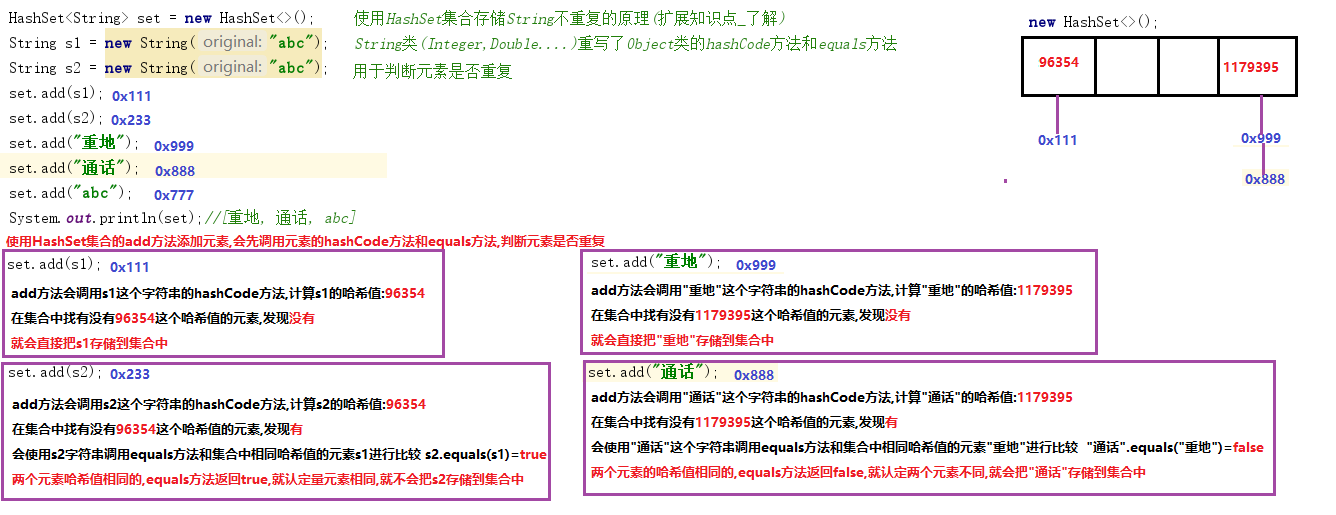 HashSet<String> set = new HashSet<>();
使用HashSet集合存储String不重复的原理(扩展知识点_了解)
String s1 = new String( original: "abc");
String类(Integer,Double....)重写了Object类的hashCode方法和equals方法
String s2 = new String( original: "abc");
用于判断元素是否重复
set.add(s1); 0x111
set.add(s2); 0x233
set.add("重地"); 0x999
set.add("通话"); 0x888
set.add("abc"); 0x777
System.out.println(set);//[重地, 通话, abc]
new HashSet<>();
96354
1179395
0x111
0x999
0x888
使用HashSet集合的add方法添加元素,会先调用元素的hashCode方法和equals方法,判断元素是否重复
set.add(s1); 0x111
add方法会调用s1这个字符串的hashCode方法,计算s1的哈希值:96354
在集合中找有没有96354这个哈希值的元素,发现没有
就会直接把s1存储到集合中
set.add("重地"); 0x999
add方法会调用"重地"这个字符串的hashCode方法,计算"重地"的哈希值:1179395
在集合中找有没有1179395这个哈希值的元素,发现没有
就会直接把"重地"存储到集合中
set.add(s2); 0x233
add方法会调用s2这个字符串的hashCode方法,计算s2的哈希值:96354
在集合中找有没有96354这个哈希值的元素,发现有
会使用s2字符串调用equals方法和集合中相同哈希值的元素s1进行比较 s2.equals(s1)=true
两个元素哈希值相同的,equals方法返回true,就认定量元素相同,就不会把s2存储到集合中
set.add("通话"); 0x888
add方法会调用"通话"这个字符串的hashCode方法,计算"通话"的哈希值:1179395
在集合中找有没有1179395这个哈希值的元素,发现有
会使用"通话"这个字符串调用equals方法和集合中相同哈希值的元素"重地"进行比较 "通话".equals("重地")=false
两个元素的哈希值相同的,equals方法返回false,就认定两个元素不同,就会把"通话"存储到集合中